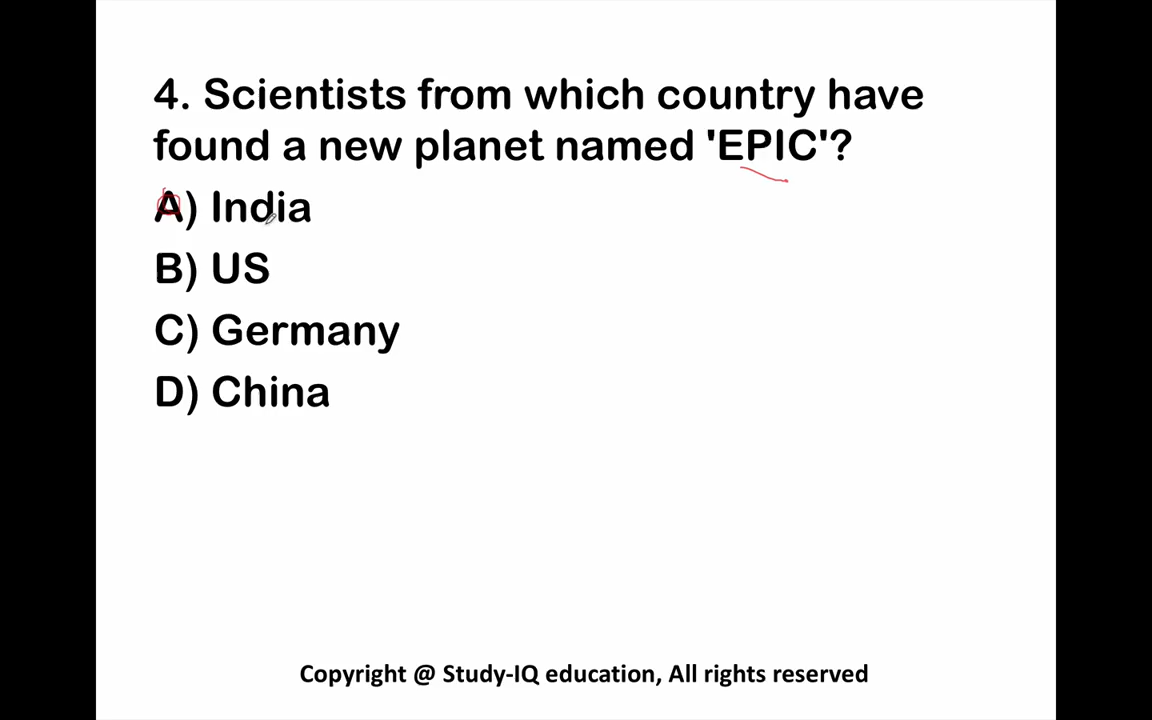 4. Scientists from which country have
found a new planet named 'EPIC'?
A) India
B) US
C) Germany
D) China
Copyright @ Study-IQ education, All rights reserved